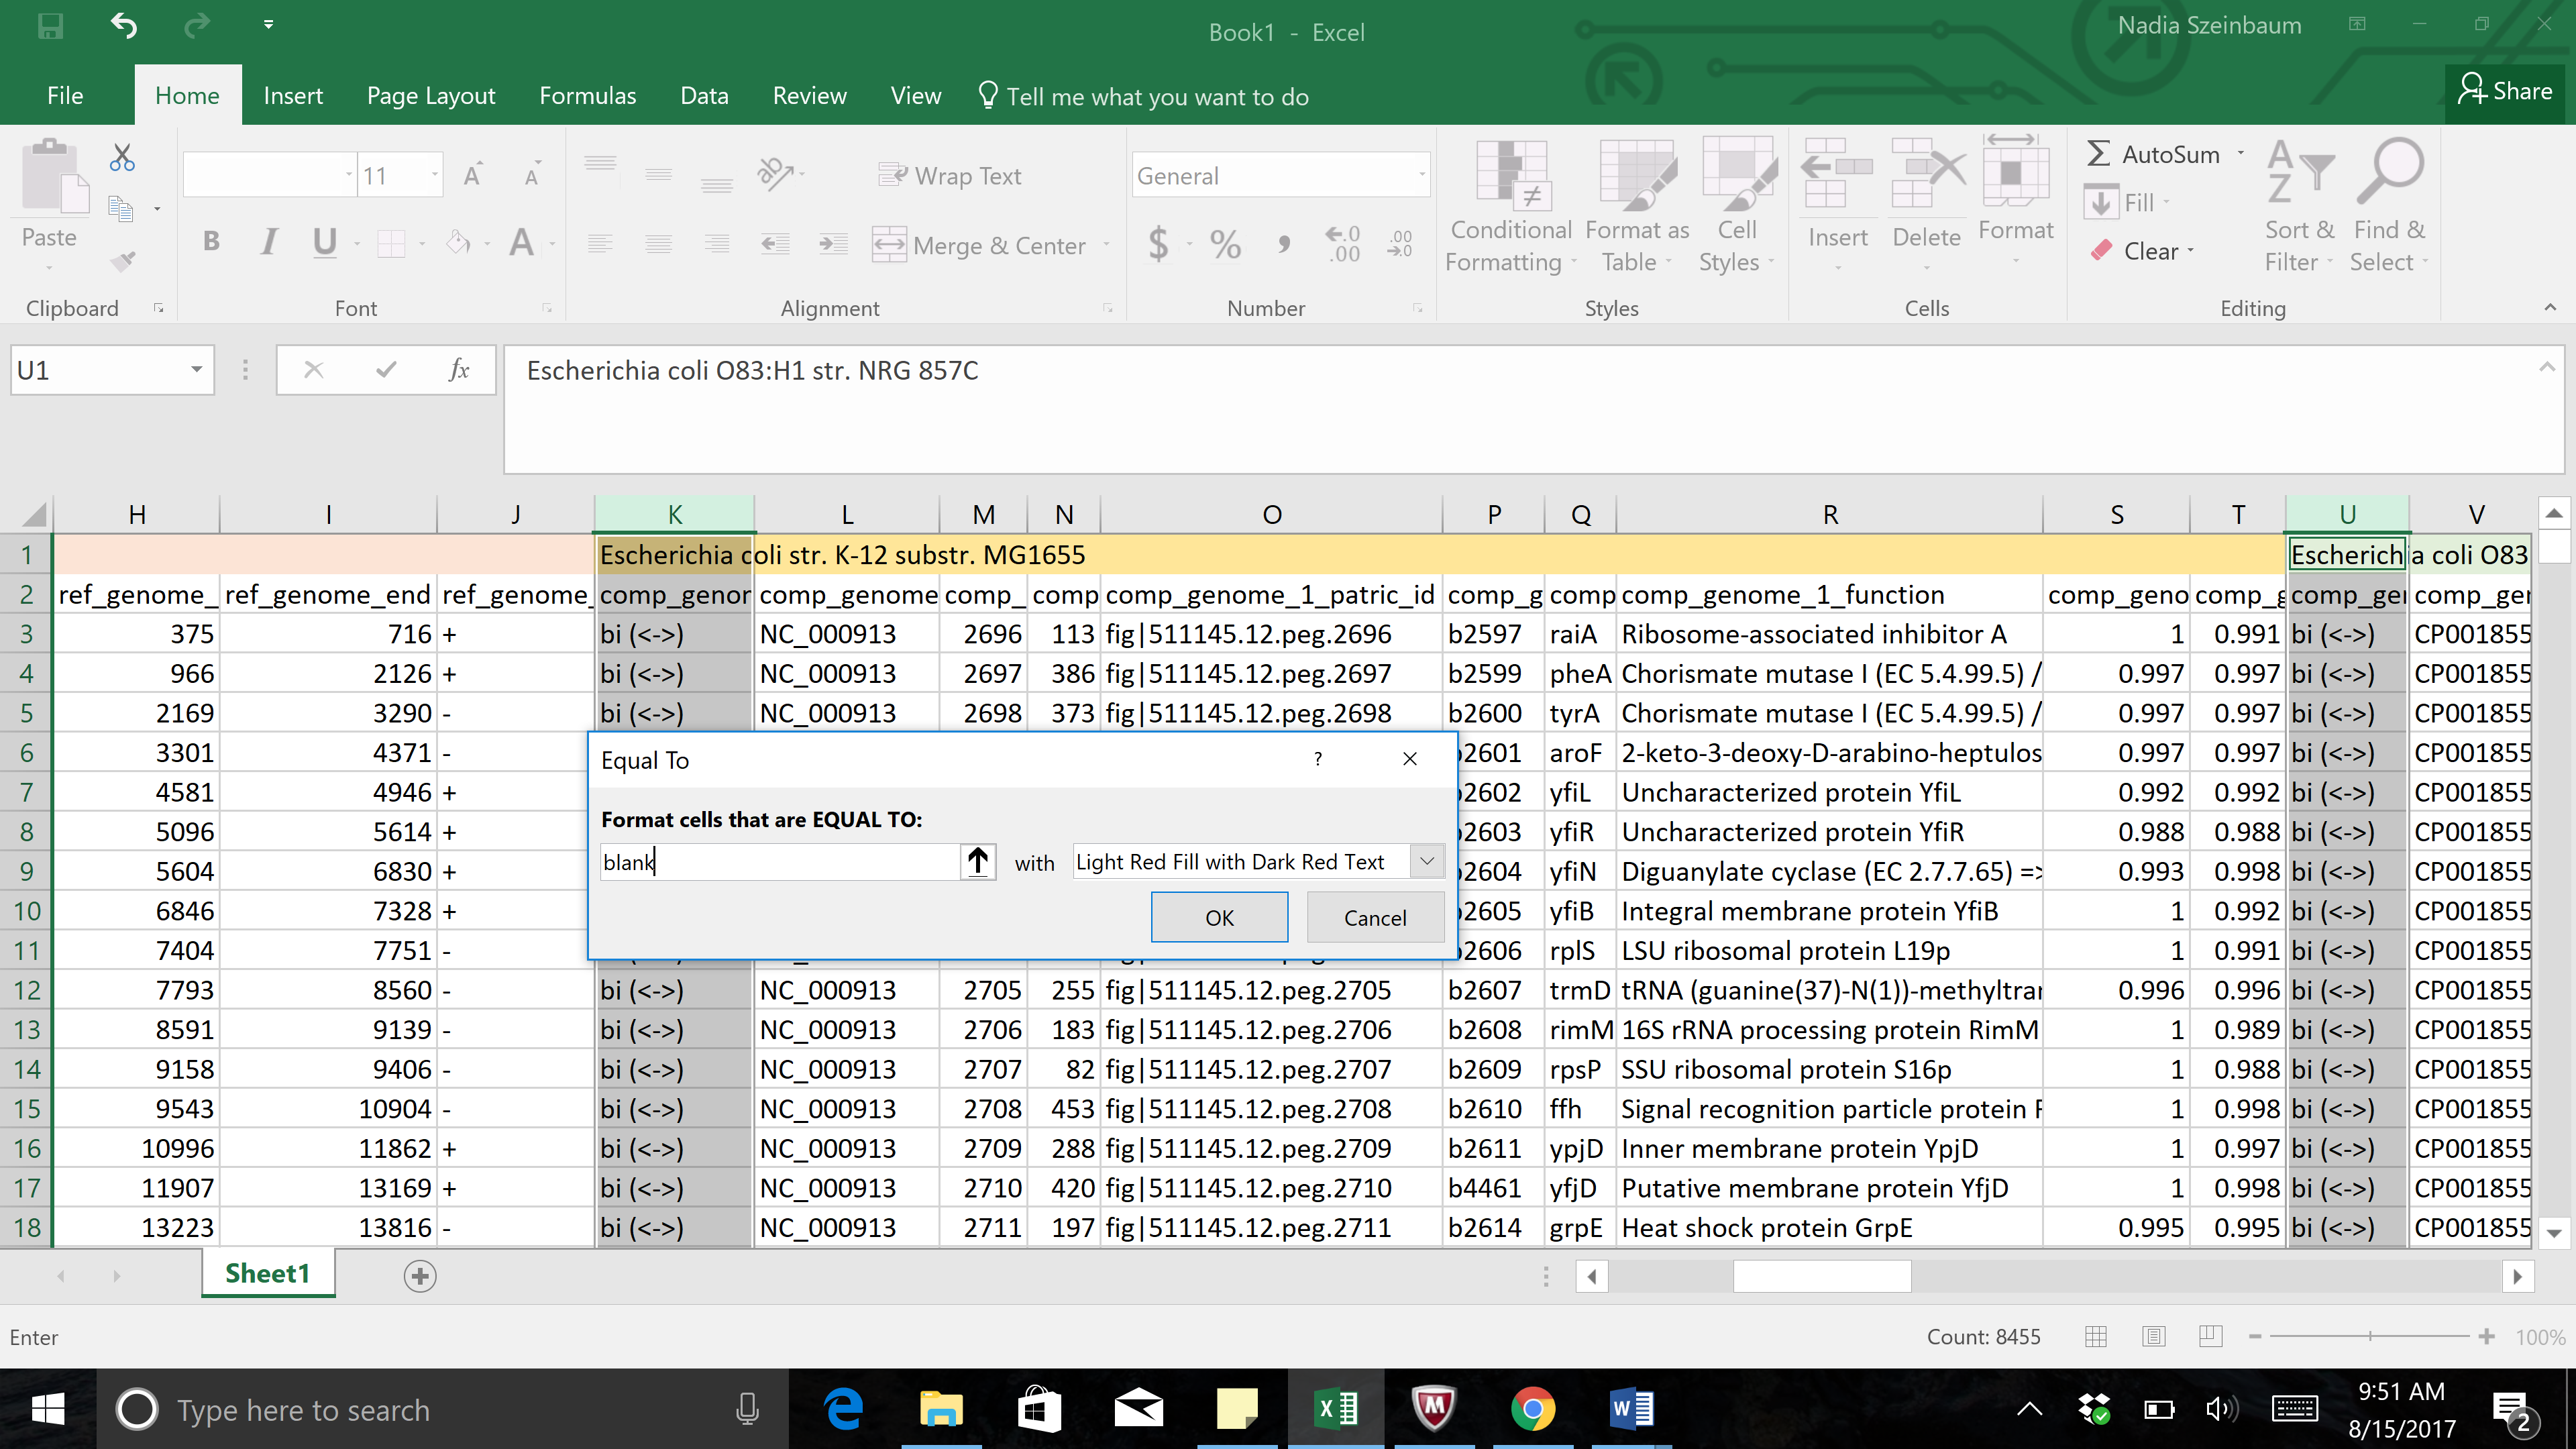 Book1 - Excel
Nadia Szeinbaum
File Home Insert Page Layout Formulas Data Review View Tell me what you want to do Share
Paste
Clipboard
11
B I U A
Font
Wrap Text
Merge & Center
Alignment
General
$ % , .00
Number
Conditional Formatting
Format as Table
Cell Styles
Styles
Insert Delete Format
Cells
AutoSum
Fill
Clear
Sort & Filter
Find & Select
Editing
U1 fx Escherichia coli O83:H1 str. NRG 857C
H I J K L M N O P Q R S T U V
1 Escherichia coli str. K-12 substr. MG1655 Escherichia coli O83
2 ref_genome_ ref_genome_end ref_genome_ comp_genor comp_genome comp_ comp comp_genome_1_patric_id comp_g comp comp_genome_1_function comp_geno comp_g comp_gen comp_gen
3 375 716 + bi (<->) NC_000913 2696 113 fig|511145.12.peg.2696 b2597 raiA Ribosome-associated inhibitor A 1 0.991 bi (<->) CP001855
4 966 2126 + bi (<->) NC_000913 2697 386 fig|511145.12.peg.2697 b2599 pheA Chorismate mutase I (EC 5.4.99.5) / 0.997 0.997 bi (<->) CP001855
5 2169 3290 - bi (<->) NC_000913 2698 373 fig|511145.12.peg.2698 b2600 tyrA Chorismate mutase I (EC 5.4.99.5) / 0.997 0.997 bi (<->) CP001855
6 3301 4371 - b2601 aroF 2-keto-3-deoxy-D-arabino-heptulos 0.997 0.997 bi (<->) CP001855
7 4581 4946 + b2602 yfiL Uncharacterized protein YfiL 0.992 0.992 bi (<->) CP001855
8 5096 5614 + b2603 yfiR Uncharacterized protein YfiR 0.988 0.988 bi (<->) CP001855
9 5604 6830 + b2604 yfiN Diguanylate cyclase (EC 2.7.7.65) => 0.993 0.998 bi (<->) CP001855
10 6846 7328 + b2605 yfiB Integral membrane protein YfiB 1 0.992 bi (<->) CP001855
11 7404 7751 - b2606 rplS LSU ribosomal protein L19p 1 0.991 bi (<->) CP001855
12 7793 8560 - bi (<->) NC_000913 2705 255 fig|511145.12.peg.2705 b2607 trmD tRNA (guanine(37)-N(1))-methyltran 0.996 0.996 bi (<->) CP001855
13 8591 9139 - bi (<->) NC_000913 2706 183 fig|511145.12.peg.2706 b2608 rimM 16S rRNA processing protein RimM 1 0.989 bi (<->) CP001855
14 9158 9406 - bi (<->) NC_000913 2707 82 fig|511145.12.peg.2707 b2609 rpsP SSU ribosomal protein S16p 1 0.988 bi (<->) CP001855
15 9543 10904 - bi (<->) NC_000913 2708 453 fig|511145.12.peg.2708 b2610 ffh Signal recognition particle protein F 1 0.998 bi (<->) CP001855
16 10996 11862 + bi (<->) NC_000913 2709 288 fig|511145.12.peg.2709 b2611 ypjD Inner membrane protein YpjD 1 0.997 bi (<->) CP001855
17 11907 13169 + bi (<->) NC_000913 2710 420 fig|511145.12.peg.2710 b4461 yfjD Putative membrane protein YfjD 1 0.998 bi (<->) CP001855
18 13223 13816 - bi (<->) NC_000913 2711 197 fig|511145.12.peg.2711 b2614 grpE Heat shock protein GrpE 0.995 0.995 bi (<->) CP001855
Equal To ?
Format cells that are EQUAL TO:
blank with Light Red Fill with Dark Red Text
OK Cancel
Sheet1
Enter Count: 8455 100%
Type here to search
9:51 AM
8/15/2017
2